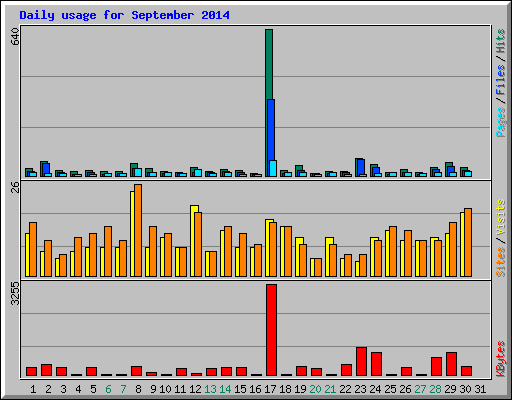 Daily usage for September 2014
640
Pages / Files / Hits
26
Sites / Visits
3255
KBytes
1 2 3 4 5 6 7 8 9 10 11 12 13 14 15 16 17 18 19 20 21 22 23 24 25 26 27 28 29 30 31